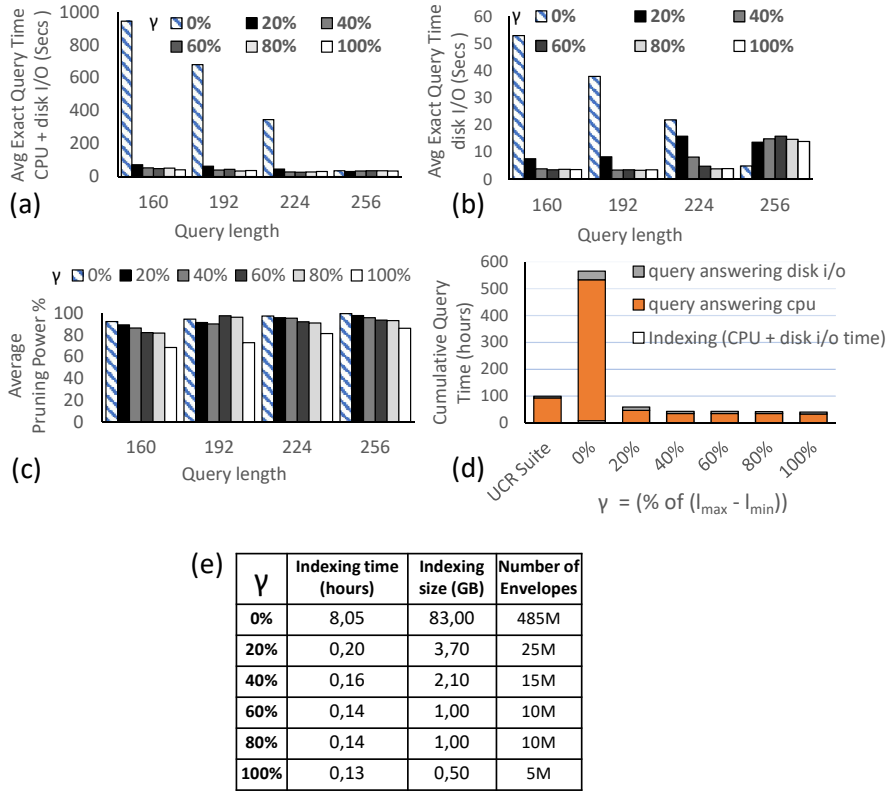 Avg Exact Query Time
CPU + disk I/O (Secs )
1000
800
600
400
200
0
γ 0% 20% 40%
60% 80% 100%
160 192 224 256
Query length
(a)
Avg Exact Query Time
disk I/O (Secs)
60
50
40
30
20
10
0
γ 0% 20% 40%
60% 80% 100%
160 192 224 256
Query length
(b)
γ 0% 20% 40% 60% 80% 100%
Average
Pruning Power %
100
80
60
40
20
0
160 192 224 256
Query length
(c)
Cumulative Query
Time (hours)
600
500
400
300
200
100
0
query answering disk i/o
query answering cpu
Indexing (CPU + disk i/o time)
UCR Suite 0% 20% 40% 60% 80% 100%
γ = (% of (lmax - lmin))
(d)
(e)
γ Indexing time (hours) Indexing size (GB) Number of Envelopes
0% 8,05 83,00 485M
20% 0,20 3,70 25M
40% 0,16 2,10 15M
60% 0,14 1,00 10M
80% 0,14 1,00 10M
100% 0,13 0,50 5M